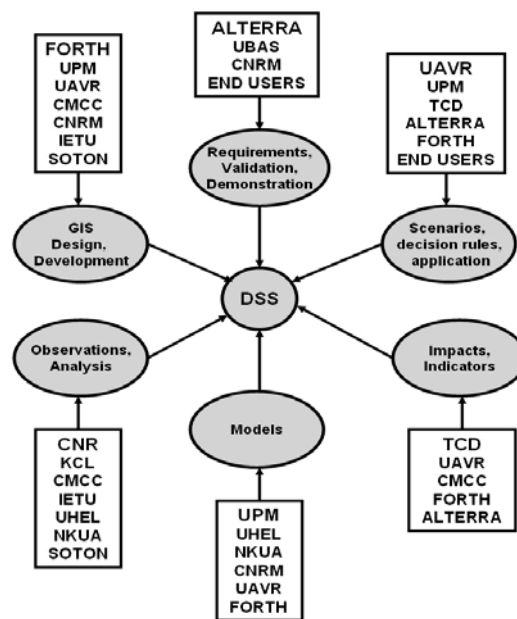 FORTH
UPM
UAVR
CMCC
CNRM
IETU
SOTON
ALTERRA
UBAS
CNRM
END USERS
UAVR
UPM
TCD
ALTERRA
FORTH
END USERS
Requirements,
Validation,
Demonstration
GIS
Design,
Development
Scenarios,
decision rules,
application
DSS
Observations,
Analysis
Impacts,
Indicators
Models
CNR
KCL
CMCC
IETU
UHEL
NKUA
SOTON
UPM
UHEL
NKUA
CNRM
UAVR
FORTH
TCD
UAVR
CMCC
FORTH
ALTERRA